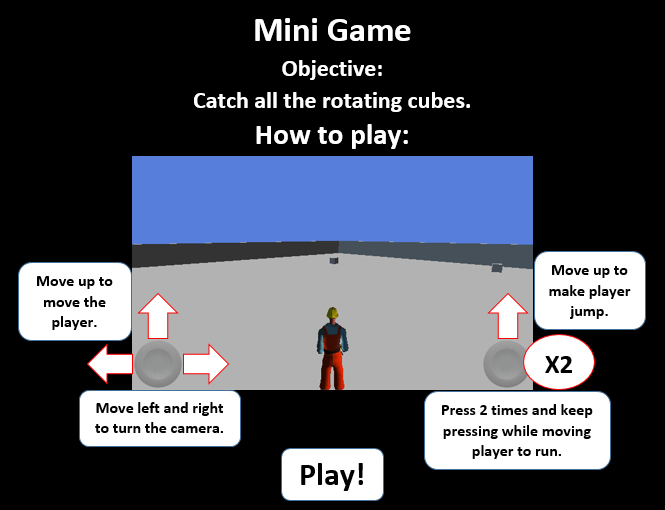 Mini Game
Objective:
Catch all the rotating cubes.
How to play:
Move up to
move the
player.
Move up to
make player
jump.
X2
Move left and right
to turn the camera.
Press 2 times and keep
pressing while moving
player to run.
Play!